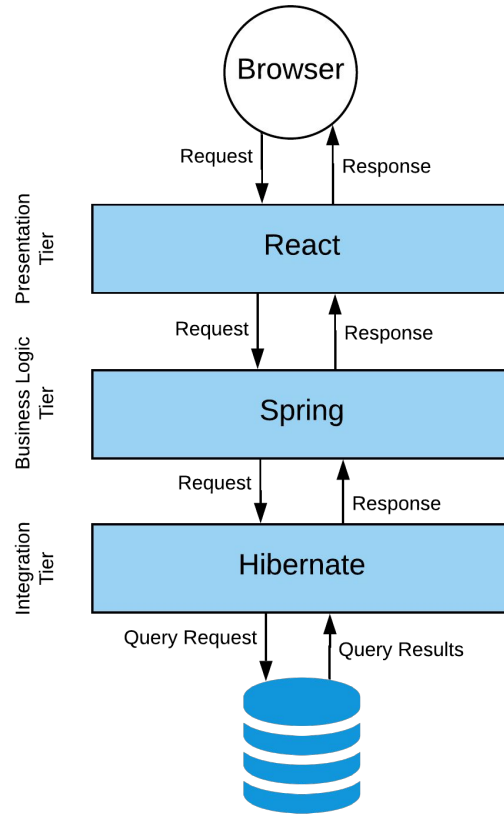 Browser
Request
Response
Presentation
Tier
React
Request
Response
Business Logic
Tier
Spring
Request
Response
Integration
Tier
Hibernate
Query Request
Query Results